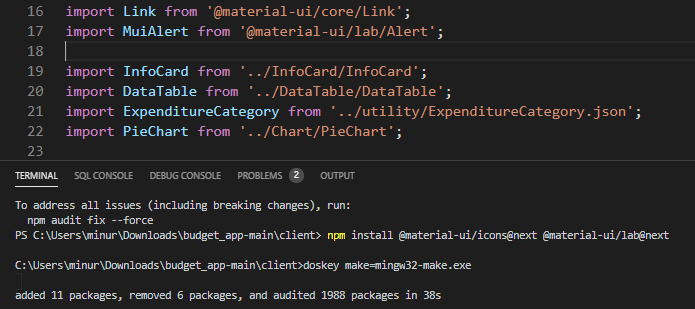 16 import Link from '@material-ui/core/Link';
17 import MuiAlert from '@material-ui/lab/Alert';
18
19 import InfoCard from '../InfoCard/InfoCard';
20 import DataTable from '../DataTable/DataTable';
21 import ExpenditureCategory from '../utility/ExpenditureCategory.json';
22 import PieChart from '../Chart/PieChart';
23
TERMINAL SQL CONSOLE DEBUG CONSOLE PROBLEMS 2 OUTPUT
To address all issues (including breaking changes), run:
  npm audit fix --force
PS C:\Users\minur\Downloads\budget_app-main\client> npm install @material-ui/icons@next @material-ui/lab@next
C:\Users\minur\Downloads\budget_app-main\client>doskey make=mingw32-make.exe
added 11 packages, removed 6 packages, and audited 1988 packages in 38s